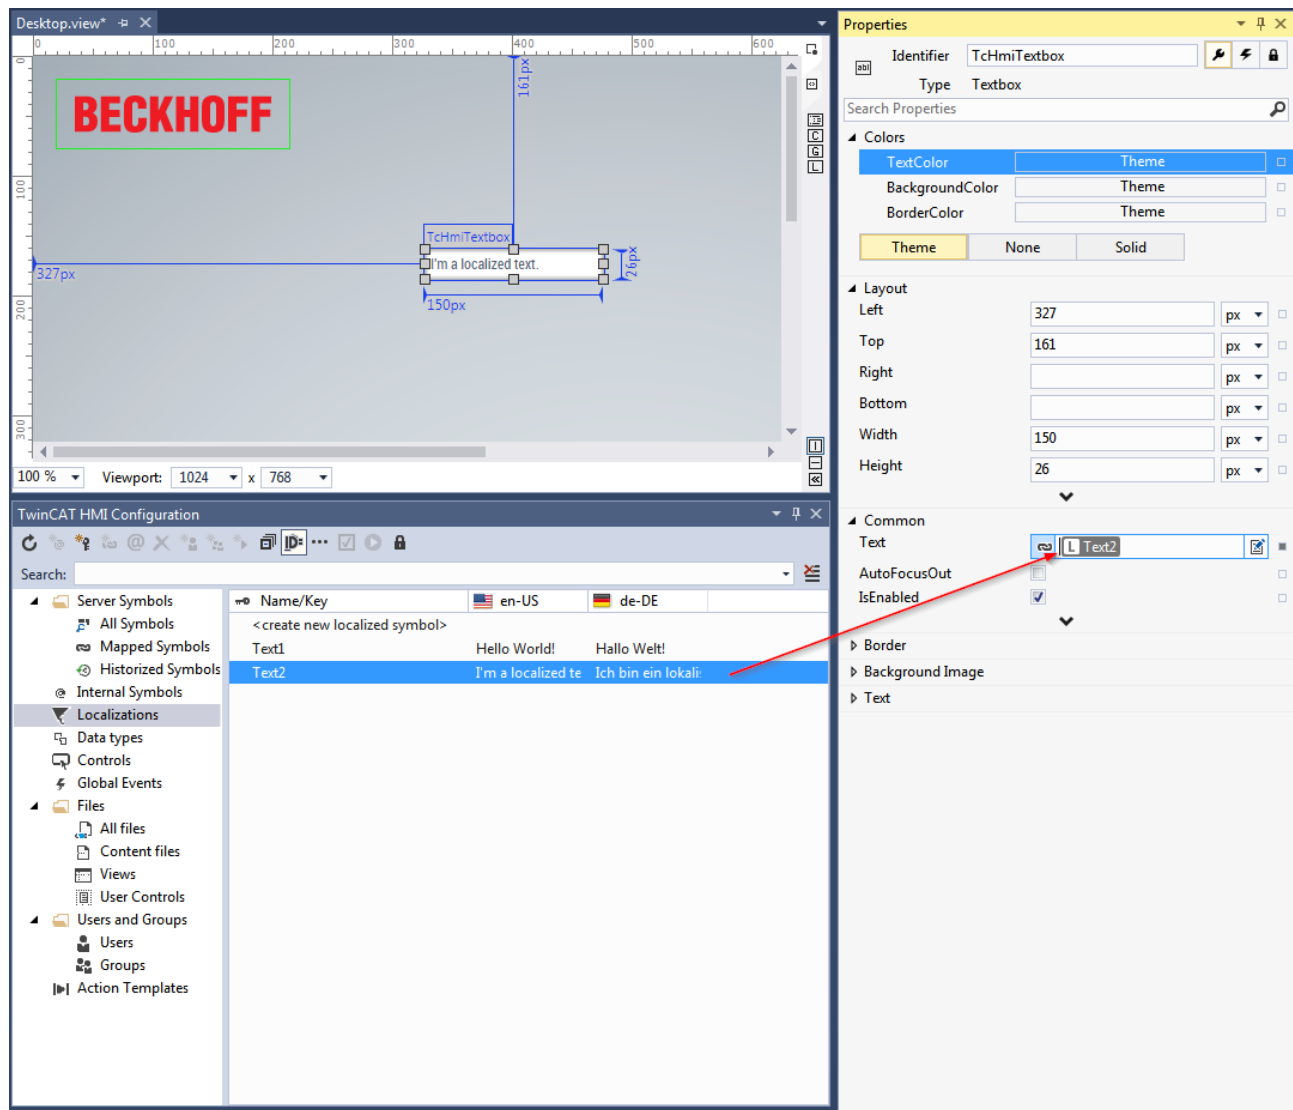 Desktop.view*
0 100 200 300 400 500 600
0
100
200
300
BECKHOFF
161px
TcHmiTextbox
I'm a localized text.
327px
26px
150px
C
G
L
100 % Viewport: 1024 x 768
TwinCAT HMI Configuration
Search:
Server Symbols
All Symbols
Mapped Symbols
Historized Symbols
Internal Symbols
Localizations
Data types
Controls
Global Events
Files
All files
Content files
Views
User Controls
Users and Groups
Users
Groups
Action Templates
Name/Key en-US de-DE
<create new localized symbol>
Text1 Hello World! Hallo Welt!
Text2 I'm a localized te Ich bin ein lokali
Properties
Identifier TcHmiTextbox
abl
Type Textbox
Search Properties
Colors
TextColor Theme
BackgroundColor Theme
BorderColor Theme
Theme None Solid
Layout
Left 327 px
Top 161 px
Right px
Bottom px
Width 150 px
Height 26 px
Common
Text L Text2
AutoFocusOut
IsEnabled
Border
Background Image
Text